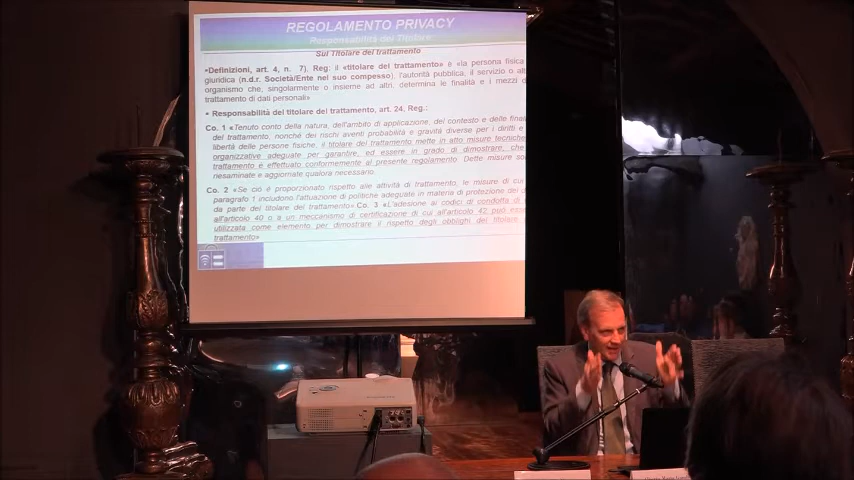 REGOLAMENTO PRIVACY
Responsabilità del Titolare
Sul Titolare del trattamento
•Definizioni, art. 4, n. 7), Reg: il «titolare del trattamento» è «la persona fisica
giuridica (n.d.r. Società/Ente nel suo compesso), l'autorità pubblica, il servizio o altr
organismo che, singolarmente o insieme ad altri, determina le finalità e i mezzi d
trattamento di dati personali»
• Responsabilità del titolare del trattamento, art. 24, Reg.:
Co. 1 «Tenuto conto della natura, dell'ambito di applicazione, del contesto e delle final
del trattamento, nonché dei rischi aventi probabilità e gravità diverse per i diritti e
libertà delle persone fisiche, il titolare del trattamento mette in atto misure tecniche
organizzative adeguate per garantire, ed essere in grado di dimostrare, che
trattamento è effettuato conformemente al presente regolamento. Dette misure so
riesaminate e aggiornate qualora necessario.
Co. 2 «Se ciò è proporzionato rispetto alle attività di trattamento, le misure di cui
paragrafo 1 includono l'attuazione di politiche adeguate in materia di protezione dei d
da parte del titolare del trattamento» Co. 3 «L'adesione ai codici di condotta di
all'articolo 40 o a un meccanismo di certificazione di cui all'articolo 42 può esse
utilizzata come elemento per dimostrare il rispetto degli obblighi del titolare
trattamento»